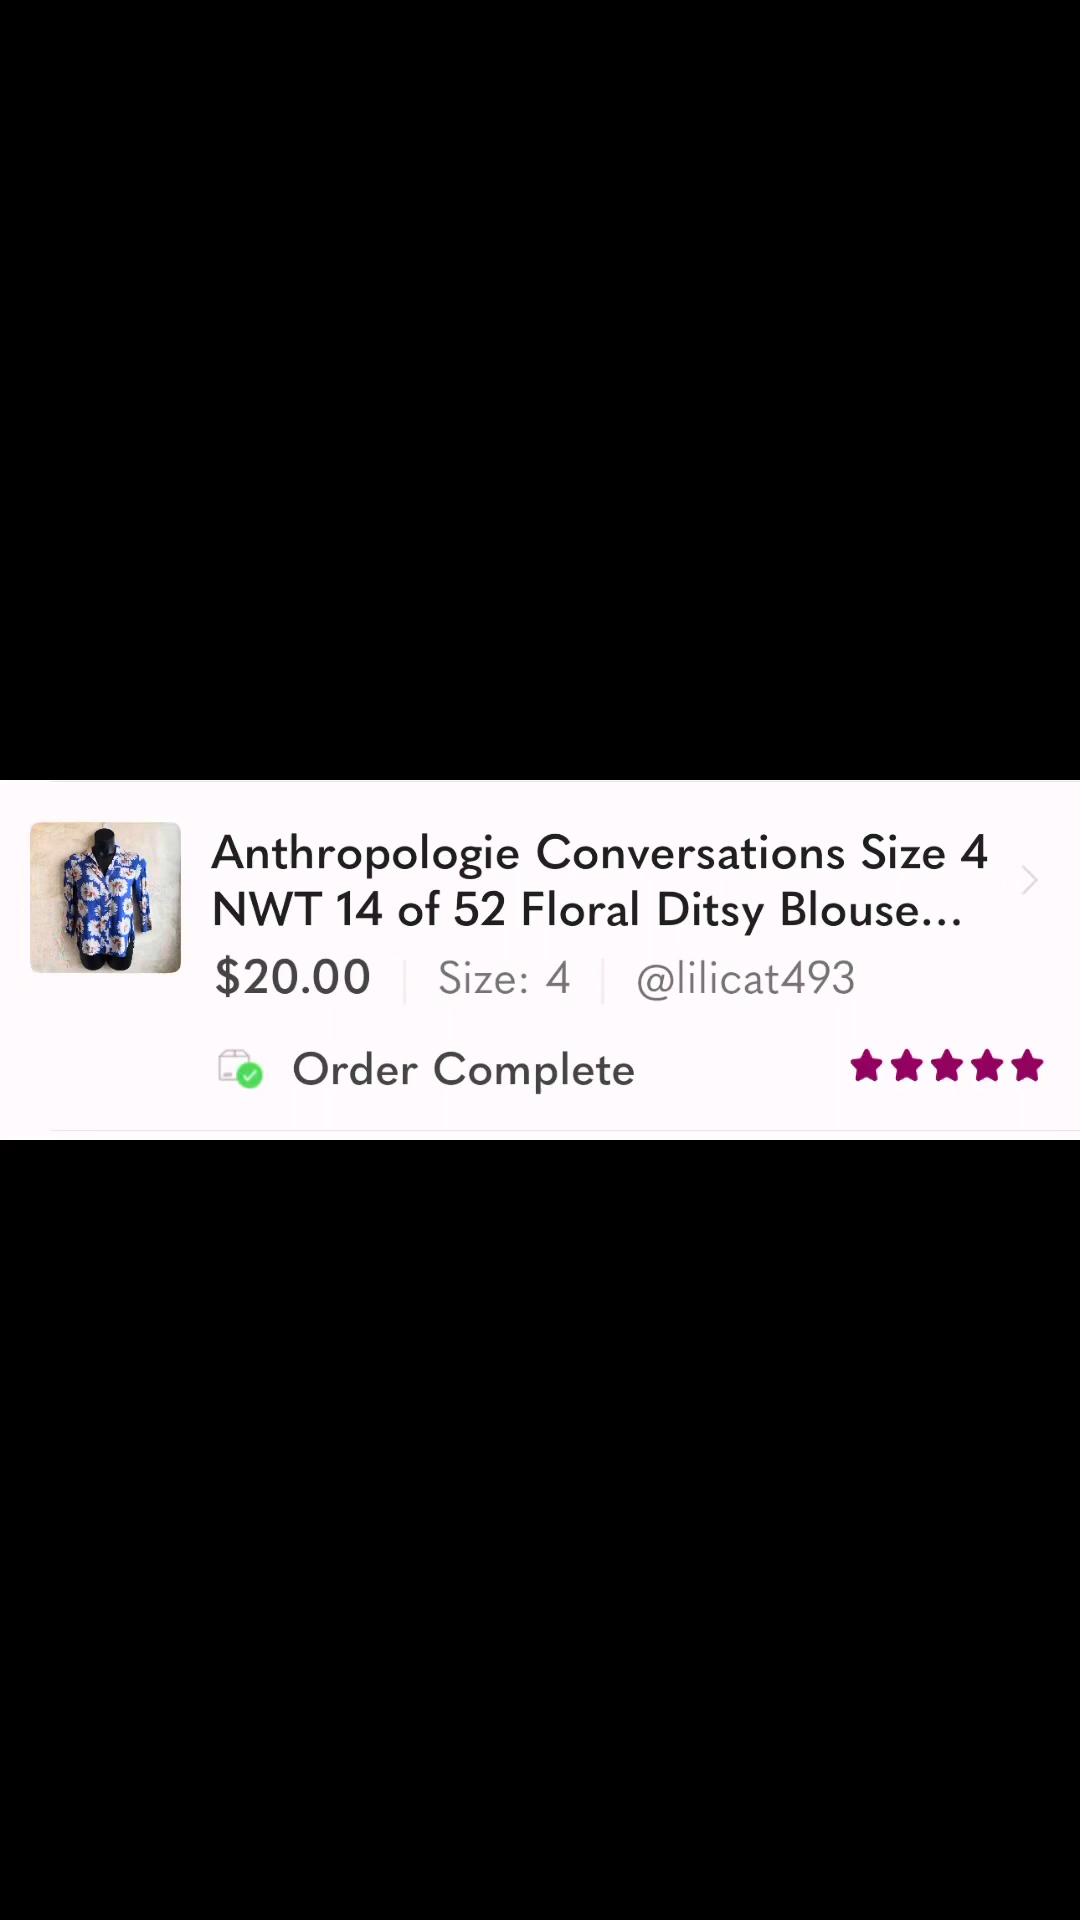 Anthropologie Conversations Size 4
NWT 14 of 52 Floral Ditsy Blouse...
$20.00 Size: 4 @lilicat493
Order Complete